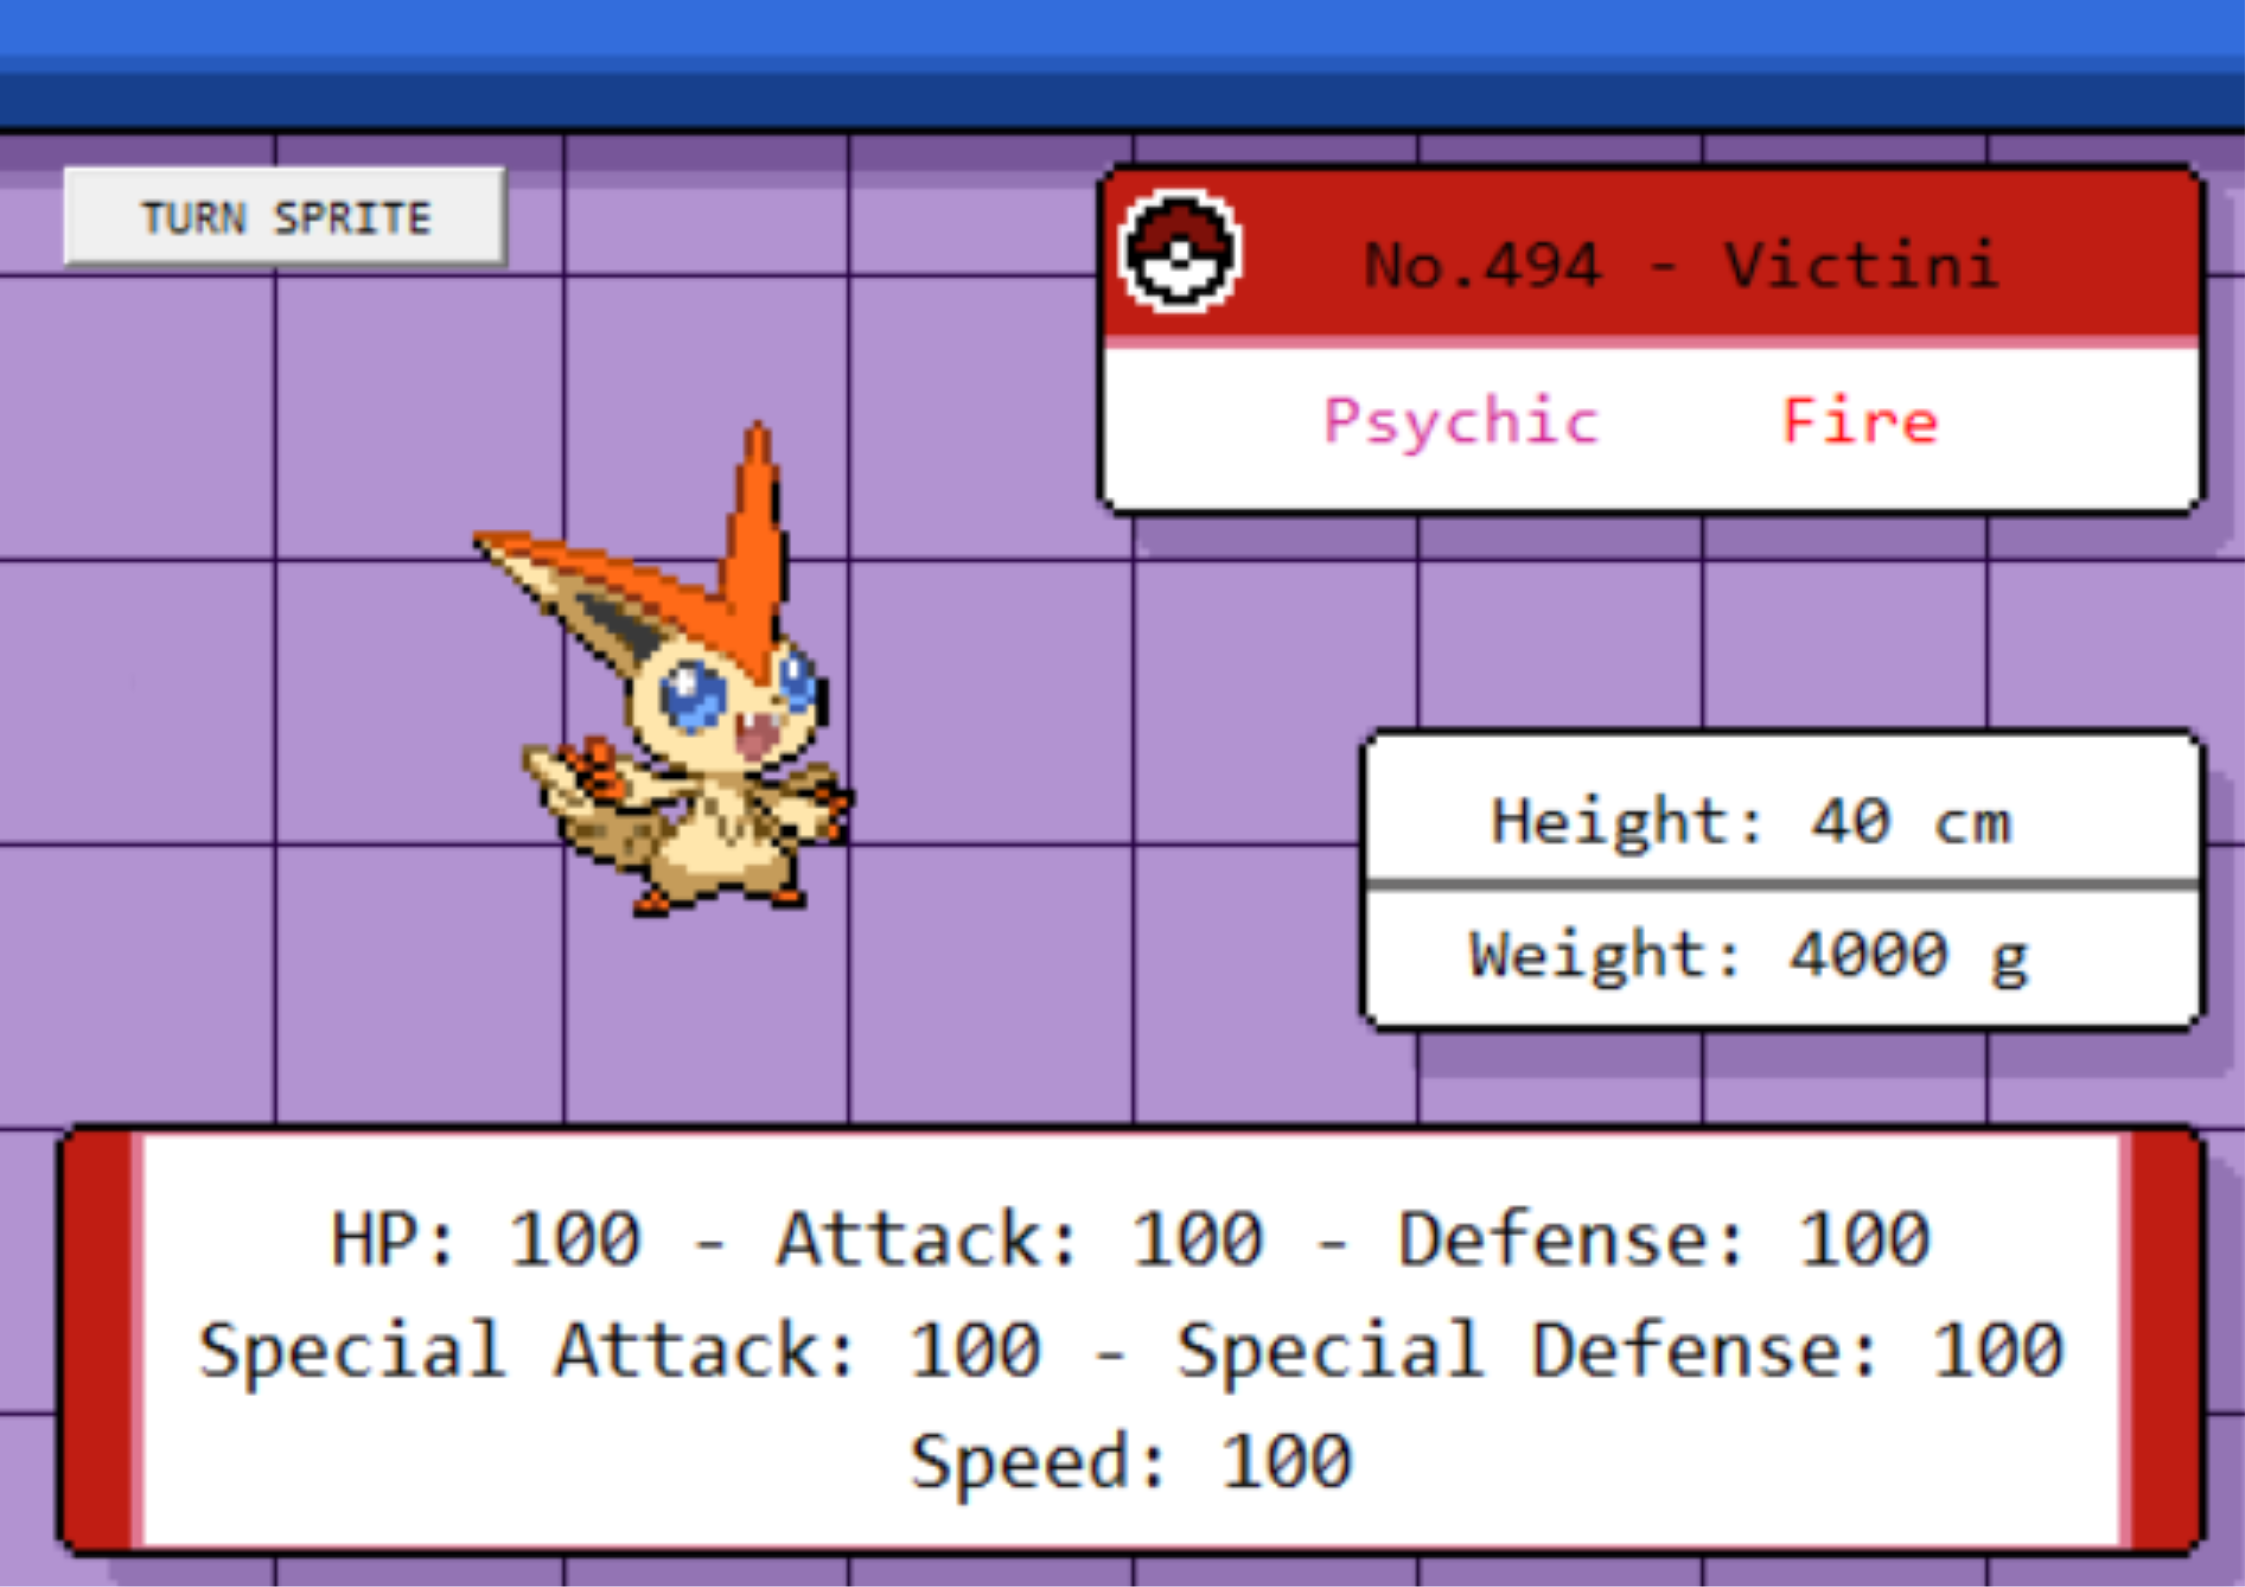 TURN SPRITE
No.494 - Victini
Psychic Fire
Height: 40 cm
Weight: 4000 g
HP: 100 - Attack: 100 - Defense: 100
Special Attack: 100 - Special Defense: 100
Speed: 100